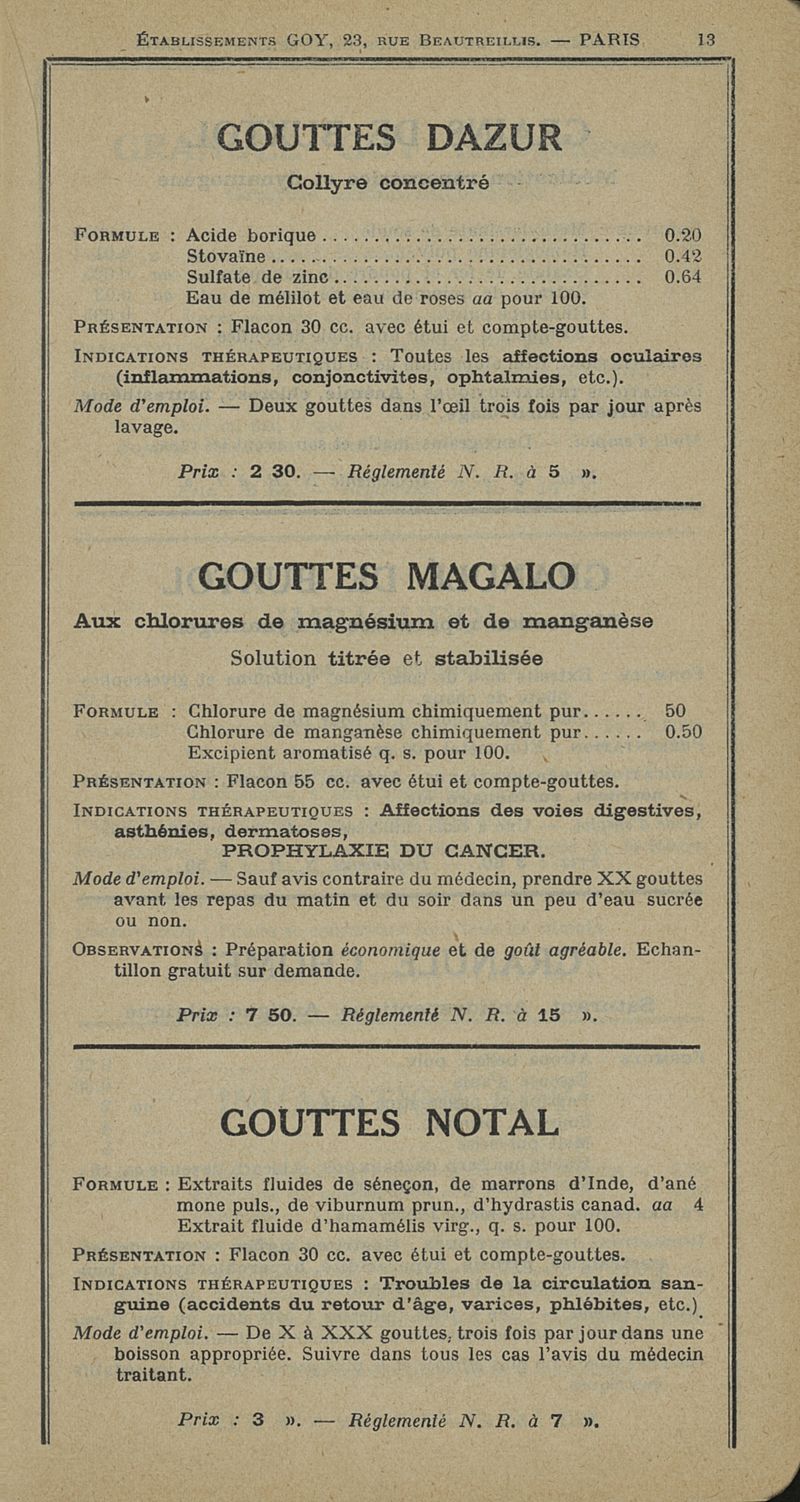 Établissements GOY, 23, rue Beautreillis. — PARIS 13
GOUTTES DAZUR
Collyre concentré
Formule : Acide borique .............................. 0.20
Stovaïne .............................. 0.42
Sulfate de zinc .............................. 0.64
Eau de mélilot et eau de roses aa pour 100.
Présentation : Flacon 30 cc. avec étui et compte-gouttes.
Indications thérapeutiques : Toutes les affections oculaires
(inflammations, conjonctivites, ophtalmies, etc.).
Mode d'emploi. — Deux gouttes dans l'œil trois fois par jour après
lavage.
Prix : 2 30. — Réglementé N. R. à 5 ».
GOUTTES MAGALO
Aux chlorures de magnésium et de manganèse
Solution titrée et stabilisée
Formule : Chlorure de magnésium chimiquement pur...... 50
Chlorure de manganèse chimiquement pur...... 0.50
Excipient aromatisé q. s. pour 100.
Présentation : Flacon 55 cc. avec étui et compte-gouttes.
Indications thérapeutiques : Affections des voies digestives,
asthénies, dermatoses,
PROPHYLAXIE DU CANCER.
Mode d'emploi. — Sauf avis contraire du médecin, prendre XX gouttes
avant les repas du matin et du soir dans un peu d'eau sucrée
ou non.
Observations : Préparation économique et de goût agréable. Echan-
tillon gratuit sur demande.
Prix : 7 50. — Réglementé N. R. à 15 ».
GOUTTES NOTAL
Formule : Extraits fluides de séneçon, de marrons d'Inde, d'ané
mone puls., de viburnum prun., d'hydrastis canad. aa 4
Extrait fluide d'hamamélis virg., q. s. pour 100.
Présentation : Flacon 30 cc. avec étui et compte-gouttes.
Indications thérapeutiques : Troubles de la circulation san-
guine (accidents du retour d'âge, varices, phlébites, etc.).
Mode d'emploi. — De X à XXX gouttes, trois fois par jour dans une
boisson appropriée. Suivre dans tous les cas l'avis du médecin
traitant.
Prix : 3 ». — Réglementé N. R. à 7 ».